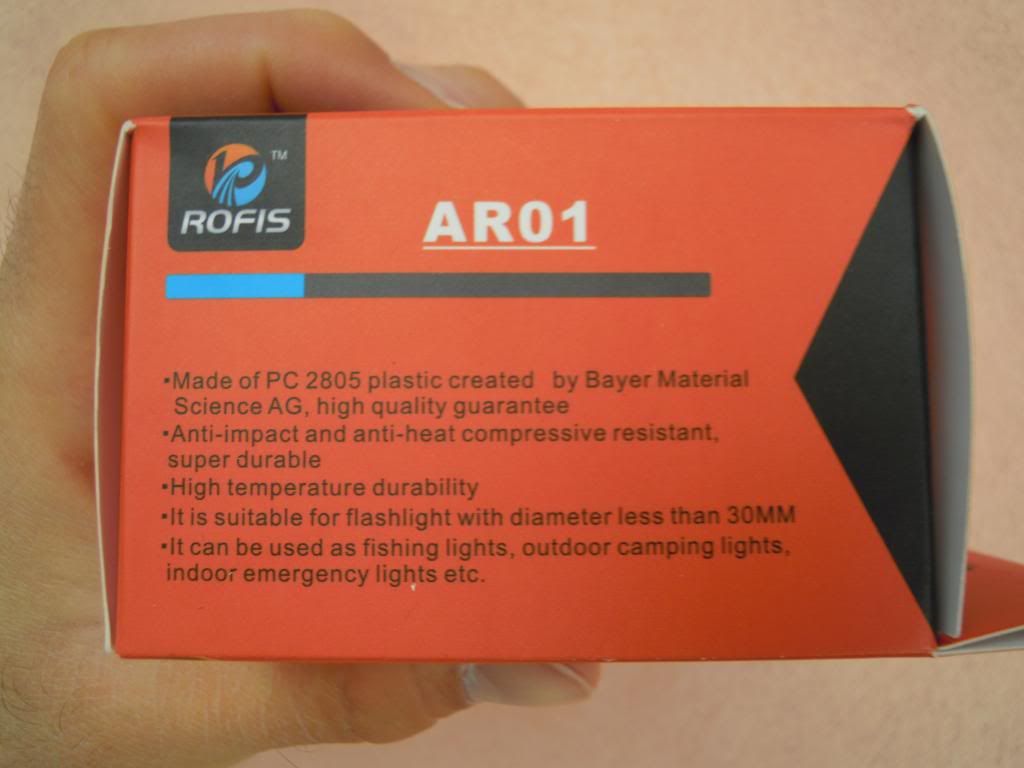 TM
ROFIS
AR01
·Made of PC 2805 plastic created by Bayer Material
Science AG, high quality guarantee
·Anti-impact and anti-heat compressive resistant,
super durable
·High temperature durability
·It is suitable for flashlight with diameter less than 30MM
·It can be used as fishing lights, outdoor camping lights,
indoor emergency lights etc.